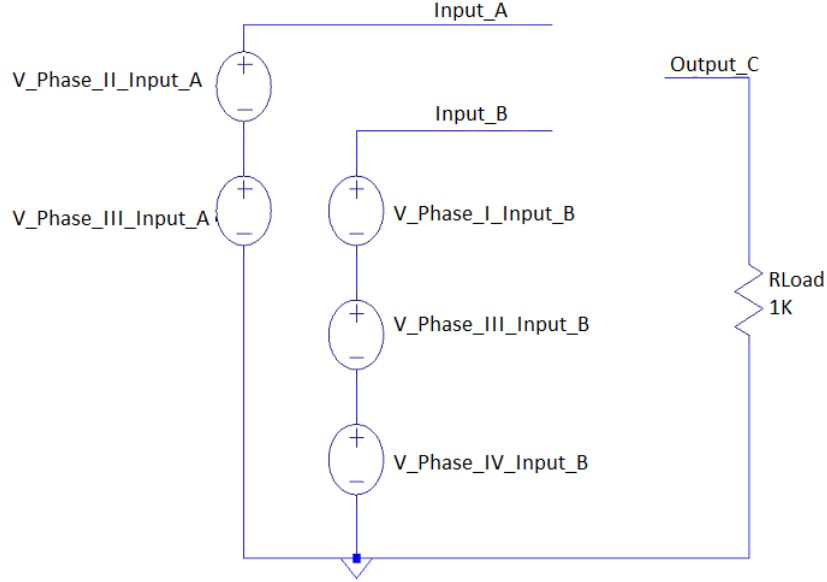 Input_A
V_Phase_II_Input_A
Output_C
Input_B
V_Phase_III_Input_A
V_Phase_I_Input_B
RLoad
1K
V_Phase_III_Input_B
V_Phase_IV_Input_B